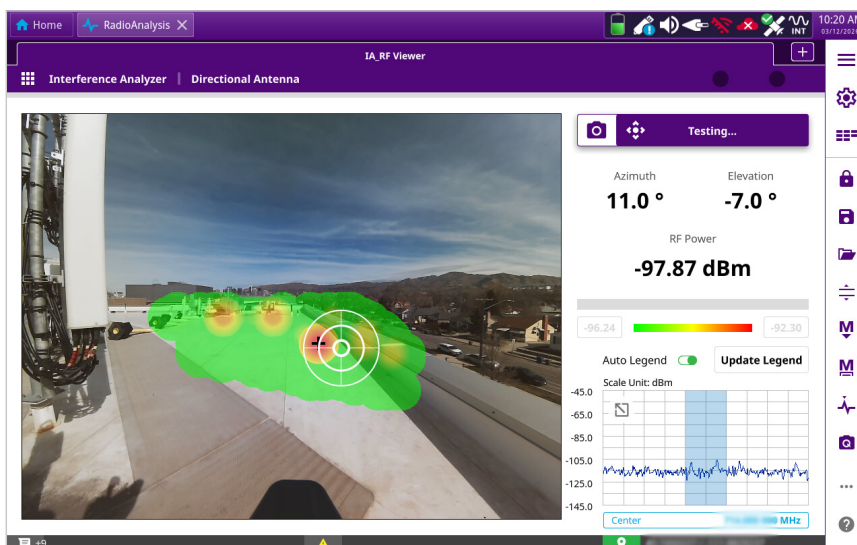 Home
RadioAnalysis
INT
10:20 AM
IA_RF Viewer
Interference Analyzer | Directional Antenna
Testing...
Azimuth
Elevation
11.0 °
-7.0 °
RF Power
-97.87 dBm
-96.24
-92.30
Auto Legend
Update Legend
Scale Unit: dBm
-45.0
-65.0
-85.0
-105.0
-125.0
-145.0
Center
MHz
M
M
+9